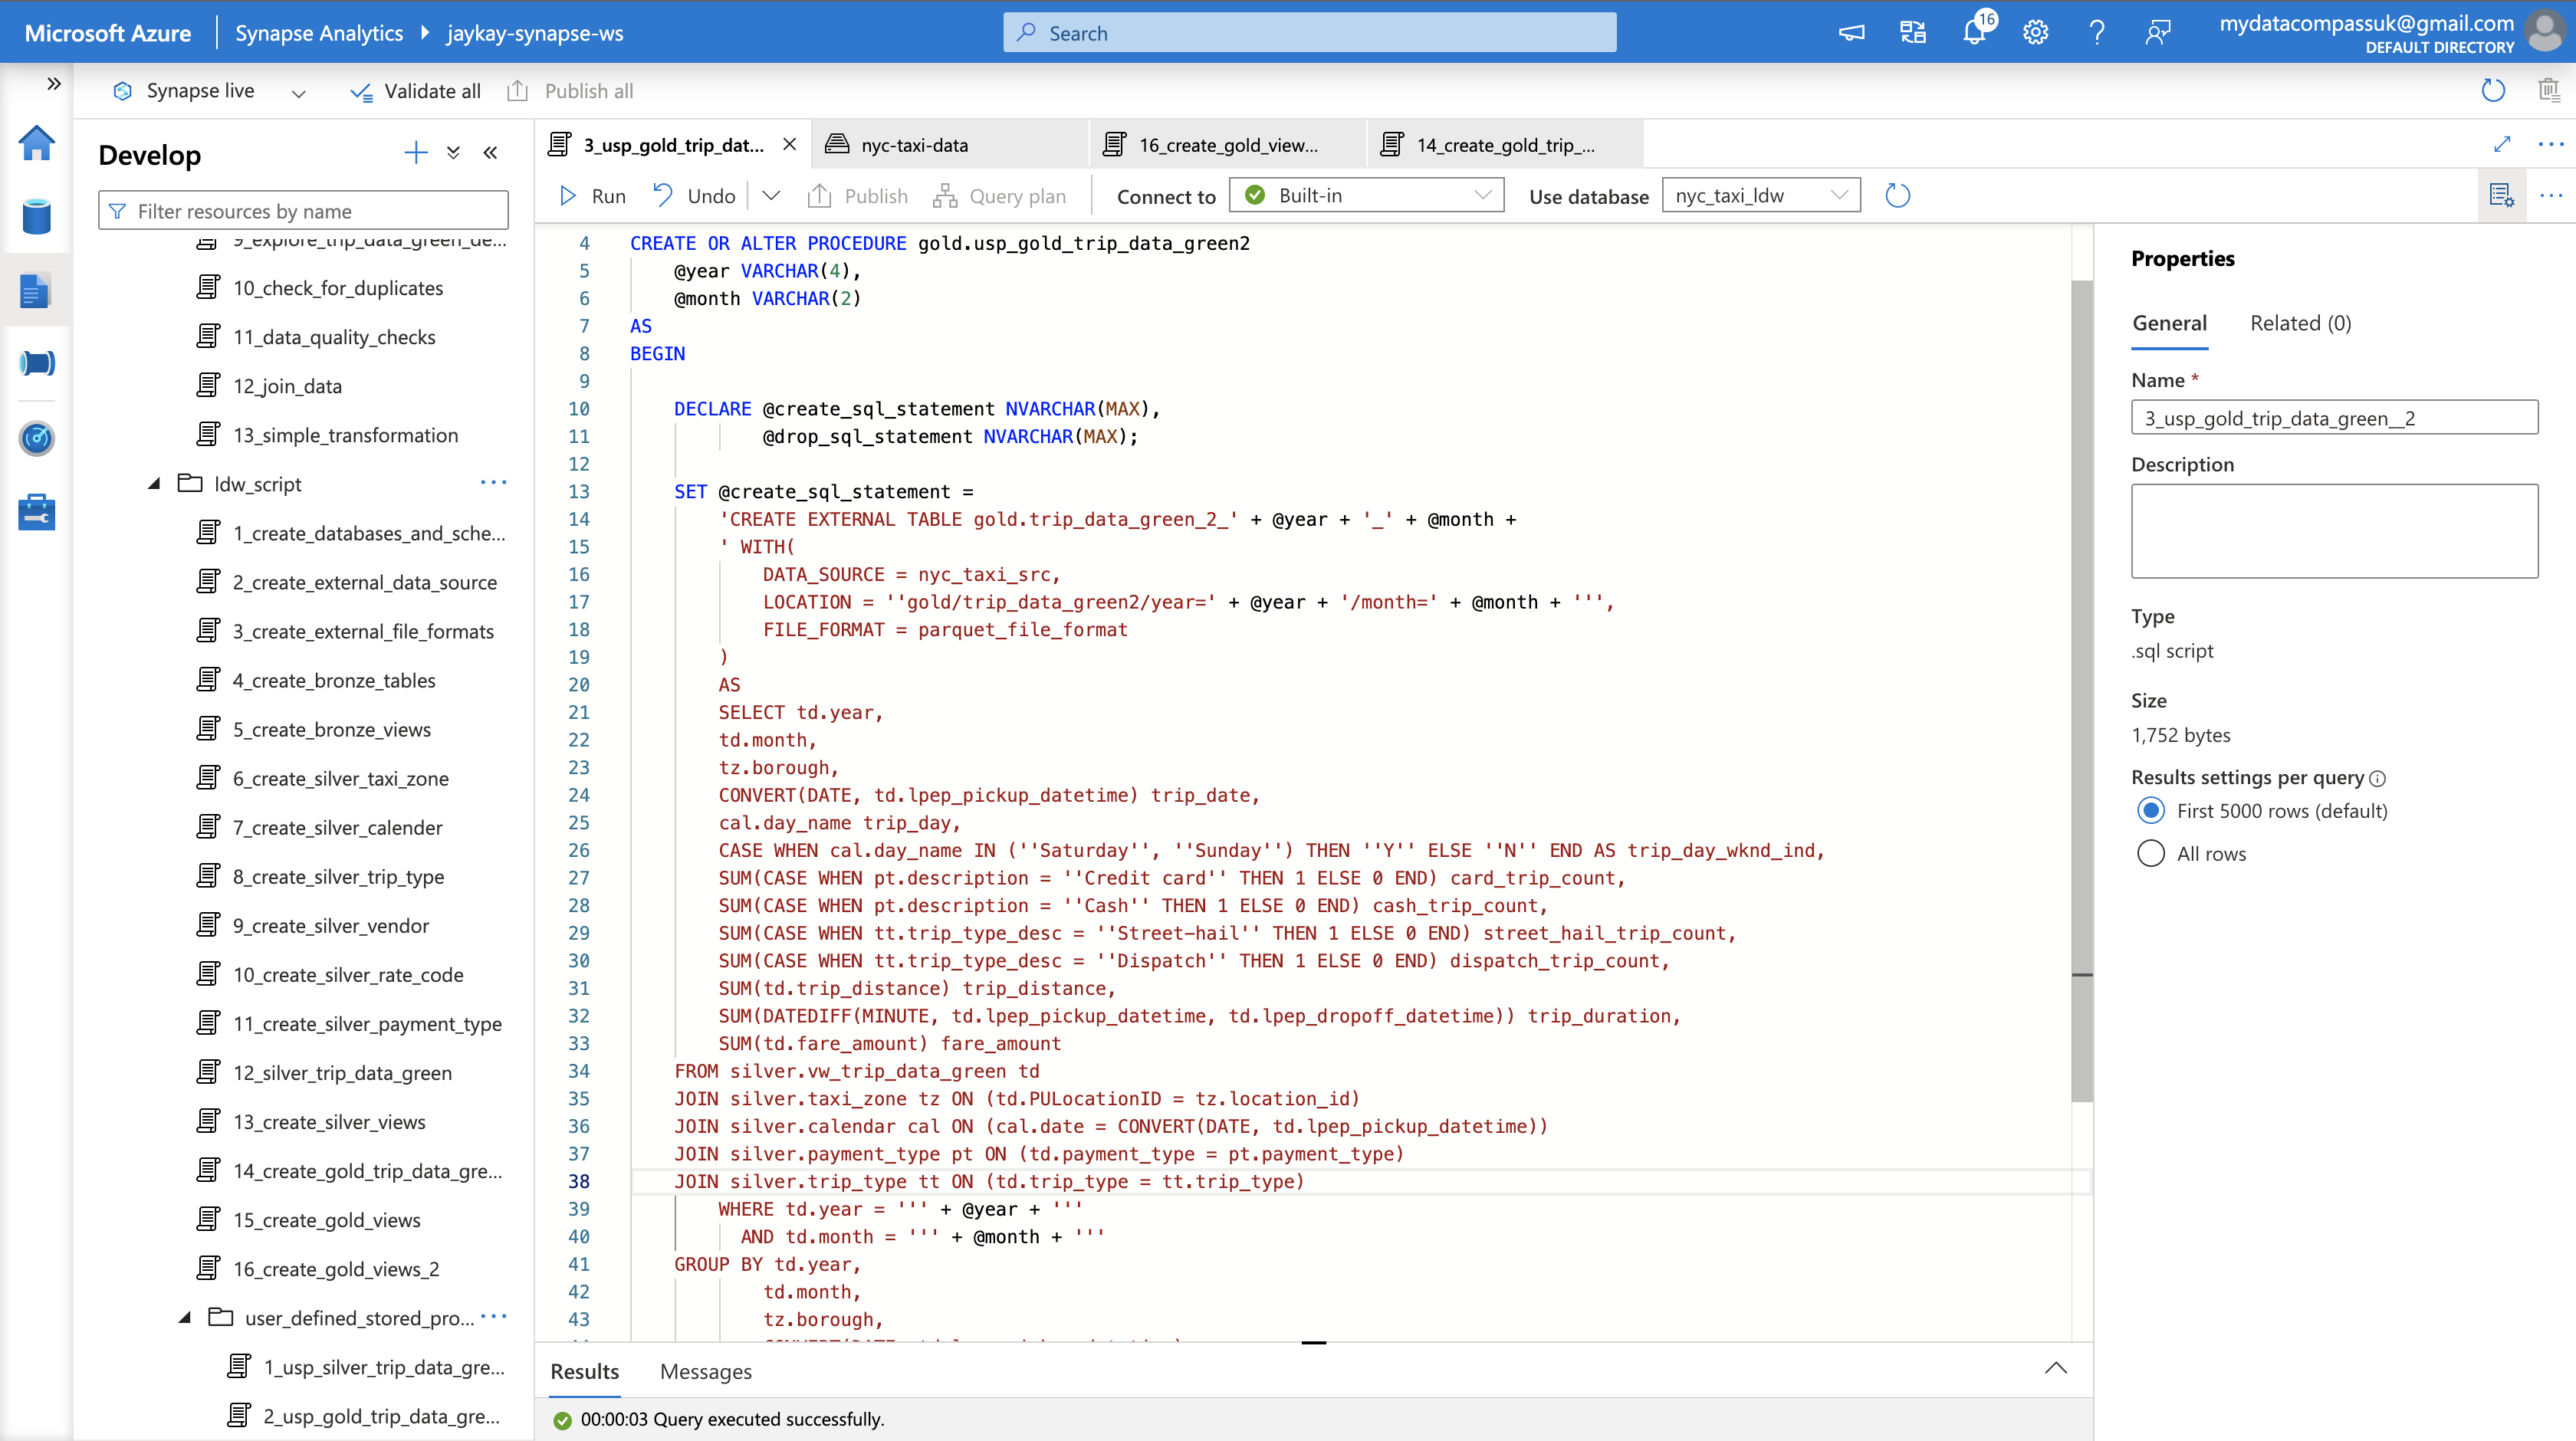 Microsoft Azure
Synapse Analytics
jaykay-synapse-ws
Search
16
mydatacompassuk@gmail.com
DEFAULT DIRECTORY
Synapse live
Validate all
Publish all
Develop
Filter resources by name
9_explore_trip_data_green_de...
10_check_for_duplicates
11_data_quality_checks
12_join_data
13_simple_transformation
ldw_script
1_create_databases_and_sche...
2_create_external_data_source
3_create_external_file_formats
4_create_bronze_tables
5_create_bronze_views
6_create_silver_taxi_zone
7_create_silver_calender
8_create_silver_trip_type
9_create_silver_vendor
10_create_silver_rate_code
11_create_silver_payment_type
12_silver_trip_data_green
13_create_silver_views
14_create_gold_trip_data_gre...
15_create_gold_views
16_create_gold_views_2
user_defined_stored_pro...
1_usp_silver_trip_data_gre...
2_usp_gold_trip_data_gre...
3_usp_gold_trip_dat...
nyc-taxi-data
16_create_gold_view...
14_create_gold_trip_...
Run
Undo
Publish
Query plan
Connect to
Built-in
Use database
nyc_taxi_ldw
4 CREATE OR ALTER PROCEDURE gold.usp_gold_trip_data_green2
5 @year VARCHAR(4),
6 @month VARCHAR(2)
7 AS
8 BEGIN
9
10 DECLARE @create_sql_statement NVARCHAR(MAX),
11 @drop_sql_statement NVARCHAR(MAX);
12
13 SET @create_sql_statement =
14 'CREATE EXTERNAL TABLE gold.trip_data_green_2_' + @year + '_' + @month +
15 ' WITH(
16 DATA_SOURCE = nyc_taxi_src,
17 LOCATION = ''gold/trip_data_green2/year=' + @year + '/month=' + @month + ''',
18 FILE_FORMAT = parquet_file_format
19 )
20 AS
21 SELECT td.year,
22 td.month,
23 tz.borough,
24 CONVERT(DATE, td.lpep_pickup_datetime) trip_date,
25 cal.day_name trip_day,
26 CASE WHEN cal.day_name IN (''Saturday'', ''Sunday'') THEN ''Y'' ELSE ''N'' END AS trip_day_wknd_ind,
27 SUM(CASE WHEN pt.description = ''Credit card'' THEN 1 ELSE 0 END) card_trip_count,
28 SUM(CASE WHEN pt.description = ''Cash'' THEN 1 ELSE 0 END) cash_trip_count,
29 SUM(CASE WHEN tt.trip_type_desc = ''Street-hail'' THEN 1 ELSE 0 END) street_hail_trip_count,
30 SUM(CASE WHEN tt.trip_type_desc = ''Dispatch'' THEN 1 ELSE 0 END) dispatch_trip_count,
31 SUM(td.trip_distance) trip_distance,
32 SUM(DATEDIFF(MINUTE, td.lpep_pickup_datetime, td.lpep_dropoff_datetime)) trip_duration,
33 SUM(td.fare_amount) fare_amount
34 FROM silver.vw_trip_data_green td
35 JOIN silver.taxi_zone tz ON (td.PULocationID = tz.location_id)
36 JOIN silver.calendar cal ON (cal.date = CONVERT(DATE, td.lpep_pickup_datetime))
37 JOIN silver.payment_type pt ON (td.payment_type = pt.payment_type)
38 JOIN silver.trip_type tt ON (td.trip_type = tt.trip_type)
39 WHERE td.year = ''' + @year + '''
40 AND td.month = ''' + @month + '''
41 GROUP BY td.year,
42 td.month,
43 tz.borough,
Results
Messages
00:00:03 Query executed successfully.
Properties
General
Related (0)
Name *
3_usp_gold_trip_data_green__2
Description
Type
.sql script
Size
1,752 bytes
Results settings per query
First 5000 rows (default)
All rows